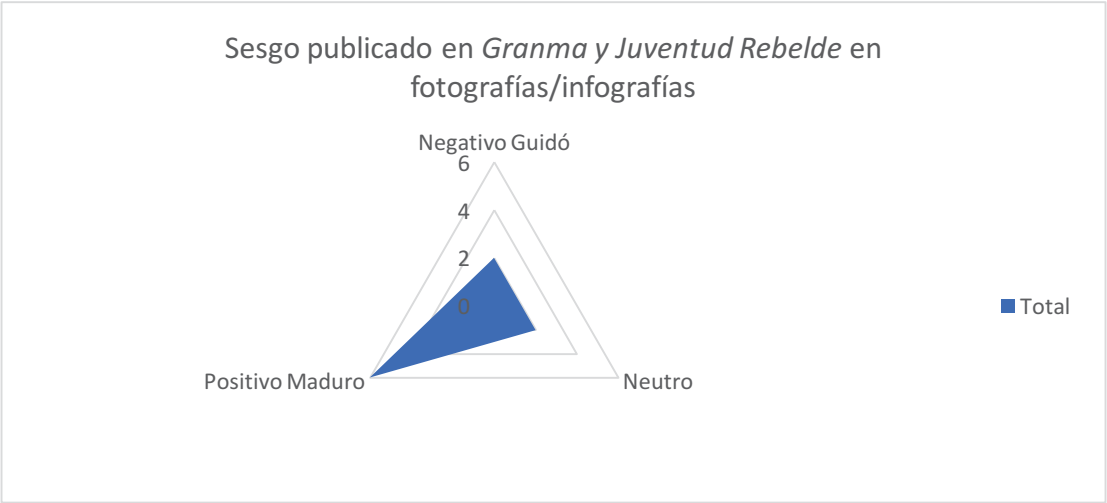 Sesgo publicado en Granma y Juventud Rebelde en
fotografías/infografías
Negativo Guidó
6
4
2
0
Total
Positivo Maduro
Neutro